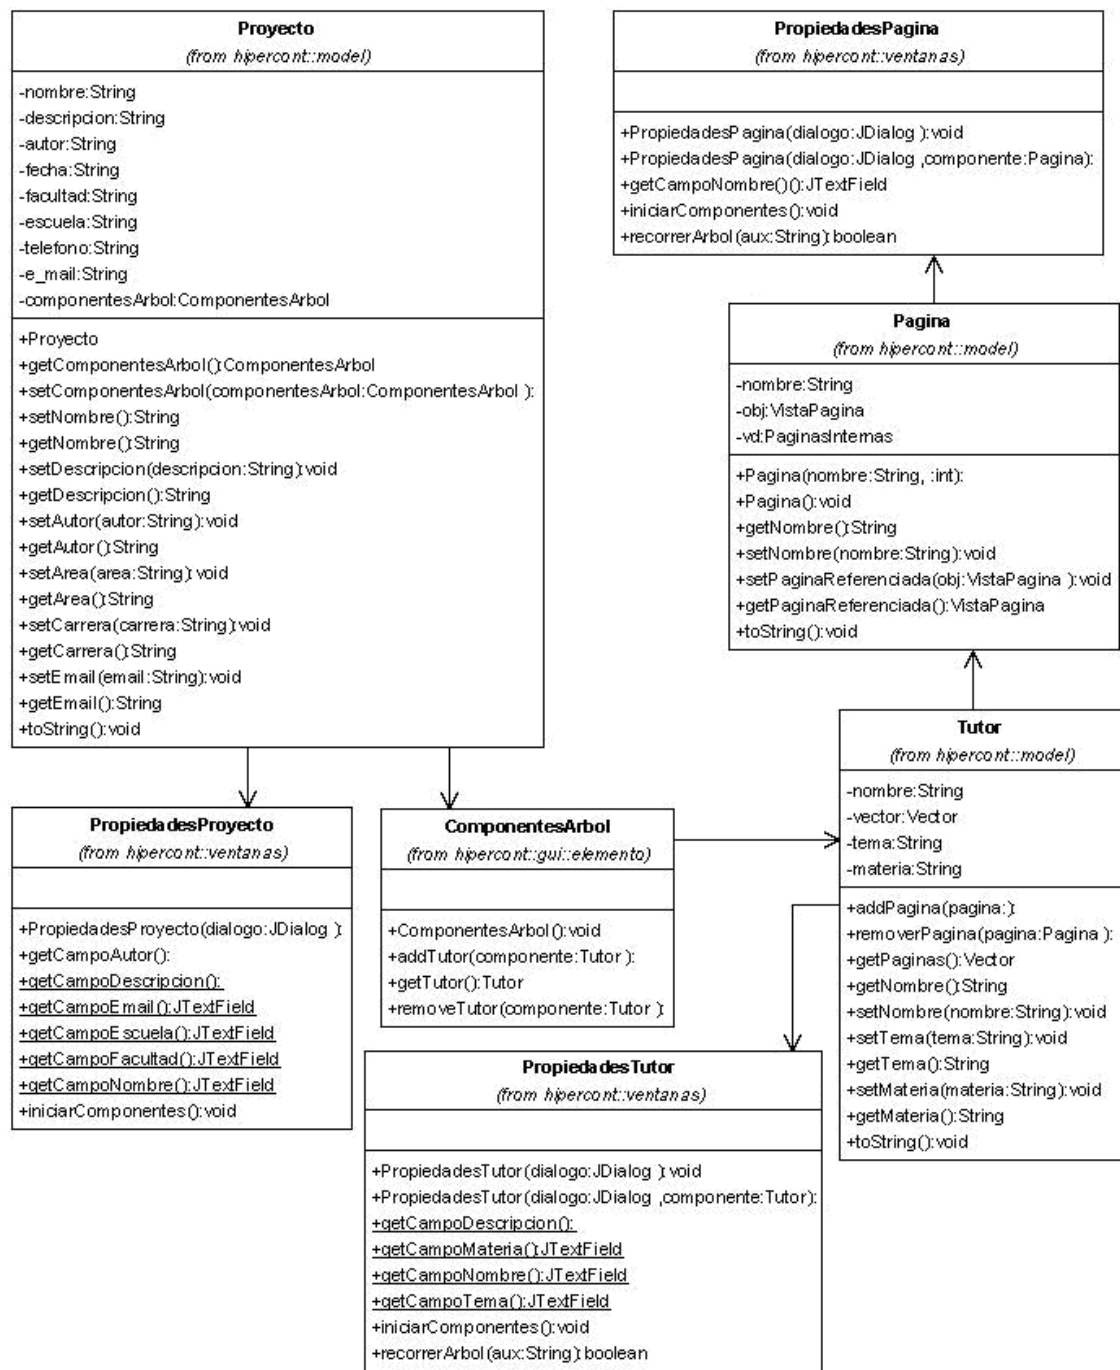 Proyecto
(from hipercont::model)
-nombre:String
-descripcion:String
-autor:String
-fecha:String
-facultad:String
-escuela:String
-telefono:String
-e_mail:String
-componentesArbol:ComponentesArbol
+Proyecto
+getComponentesArbol():ComponentesArbol
+setComponentesArbol(componentesArbol:ComponentesArbol ):
+setNombre():String
+getNombre():String
+setDescripcion(descripcion:String):void
+getDescripcion():String
+setAutor(autor:String):void
+getAutor():String
+setArea(area:String):void
+getArea():String
+setCarrera(carrera:String):void
+getCarrera():String
+setEmail(email:String):void
+getEmail():String
+toString():void
PropiedadesPagina
(from hipercont::ventanas)
+PropiedadesPagina(dialogo:JDialog ):void
+PropiedadesPagina(dialogo:JDialog ,componente:Pagina):
+getCampoNombre()():JTextField
+iniciarComponentes():void
+recorrerArbol(aux:String):boolean
Pagina
(from hipercont::model)
-nombre:String
-obj:VistaPagina
-vd:PaginasInternas
+Pagina(nombre:String, :int):
+Pagina():void
+getNombre():String
+setNombre(nombre:String):void
+setPaginaReferenciada(obj:VistaPagina ):void
+getPaginaReferenciada():VistaPagina
+toString():void
PropiedadesProyecto
(from hipercont::ventanas)
+PropiedadesProyecto(dialogo:JDialog ):
+getCampoAutor():
+getCampoDescripcion():
+getCampoEmail():JTextField
+getCampoEscuela():JTextField
+getCampoFacultad():JTextField
+getCampoNombre():JTextField
+iniciarComponentes():void
ComponentesArbol
(from hipercont::gui::elemento)
+ComponentesArbol():void
+addTutor(componente:Tutor ):
+getTutor():Tutor
+removeTutor(componente:Tutor ):
Tutor
(from hipercont::model)
-nombre:String
-vector:Vector
-tema:String
-materia:String
+addPagina(pagina:):
+removerPagina(pagina:Pagina ):
+getPaginas():Vector
+getNombre():String
+setNombre(nombre:String):void
+setTema(tema:String):void
+getTema():String
+setMateria(materia:String):void
+getMateria():String
+toString():void
PropiedadesTutor
(from hipercont::ventanas)
+PropiedadesTutor(dialogo:JDialog ):void
+PropiedadesTutor(dialogo:JDialog ,componente:Tutor):
+getCampoDescripcion():
+getCampoMateria():JTextField
+getCampoNombre():JTextField
+getCampoTema():JTextField
+iniciarComponentes():void
+recorrerArbol(aux:String):boolean